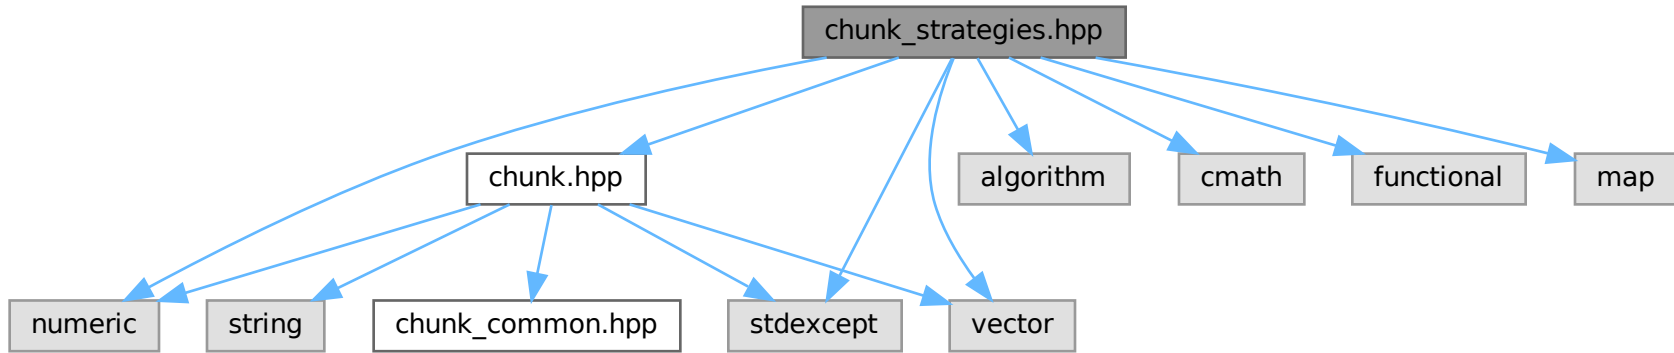 chunk_strategies.hpp
chunk.hpp
algorithm
cmath
functional
map
numeric
string
chunk_common.hpp
stdexcept
vector